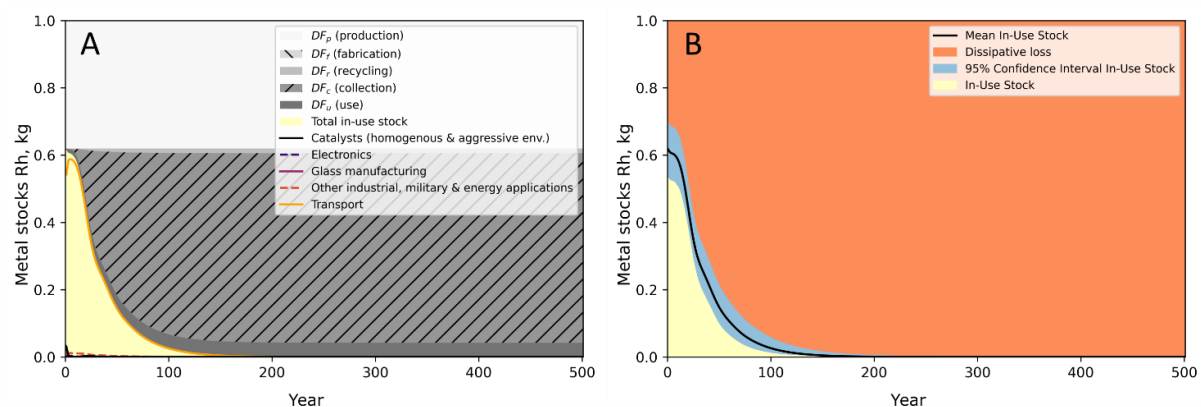 A
1.0
0.8
0.6
0.4
0.2
0.0
Metal stocks Rh, kg
0
100
200
300
400
500
Year
DFp (production)
DFf (fabrication)
DFr (recycling)
DFc (collection)
DFu (use)
Total in-use stock
Catalysts (homogenous & aggressive env.)
Electronics
Glass manufacturing
Other industrial, military & energy applications
Transport
B
1.0
0.8
0.6
0.4
0.2
0.0
Metal stocks Rh, kg
0
100
200
300
400
500
Year
Mean In-Use Stock
Dissipative loss
95% Confidence Interval In-Use Stock
In-Use Stock